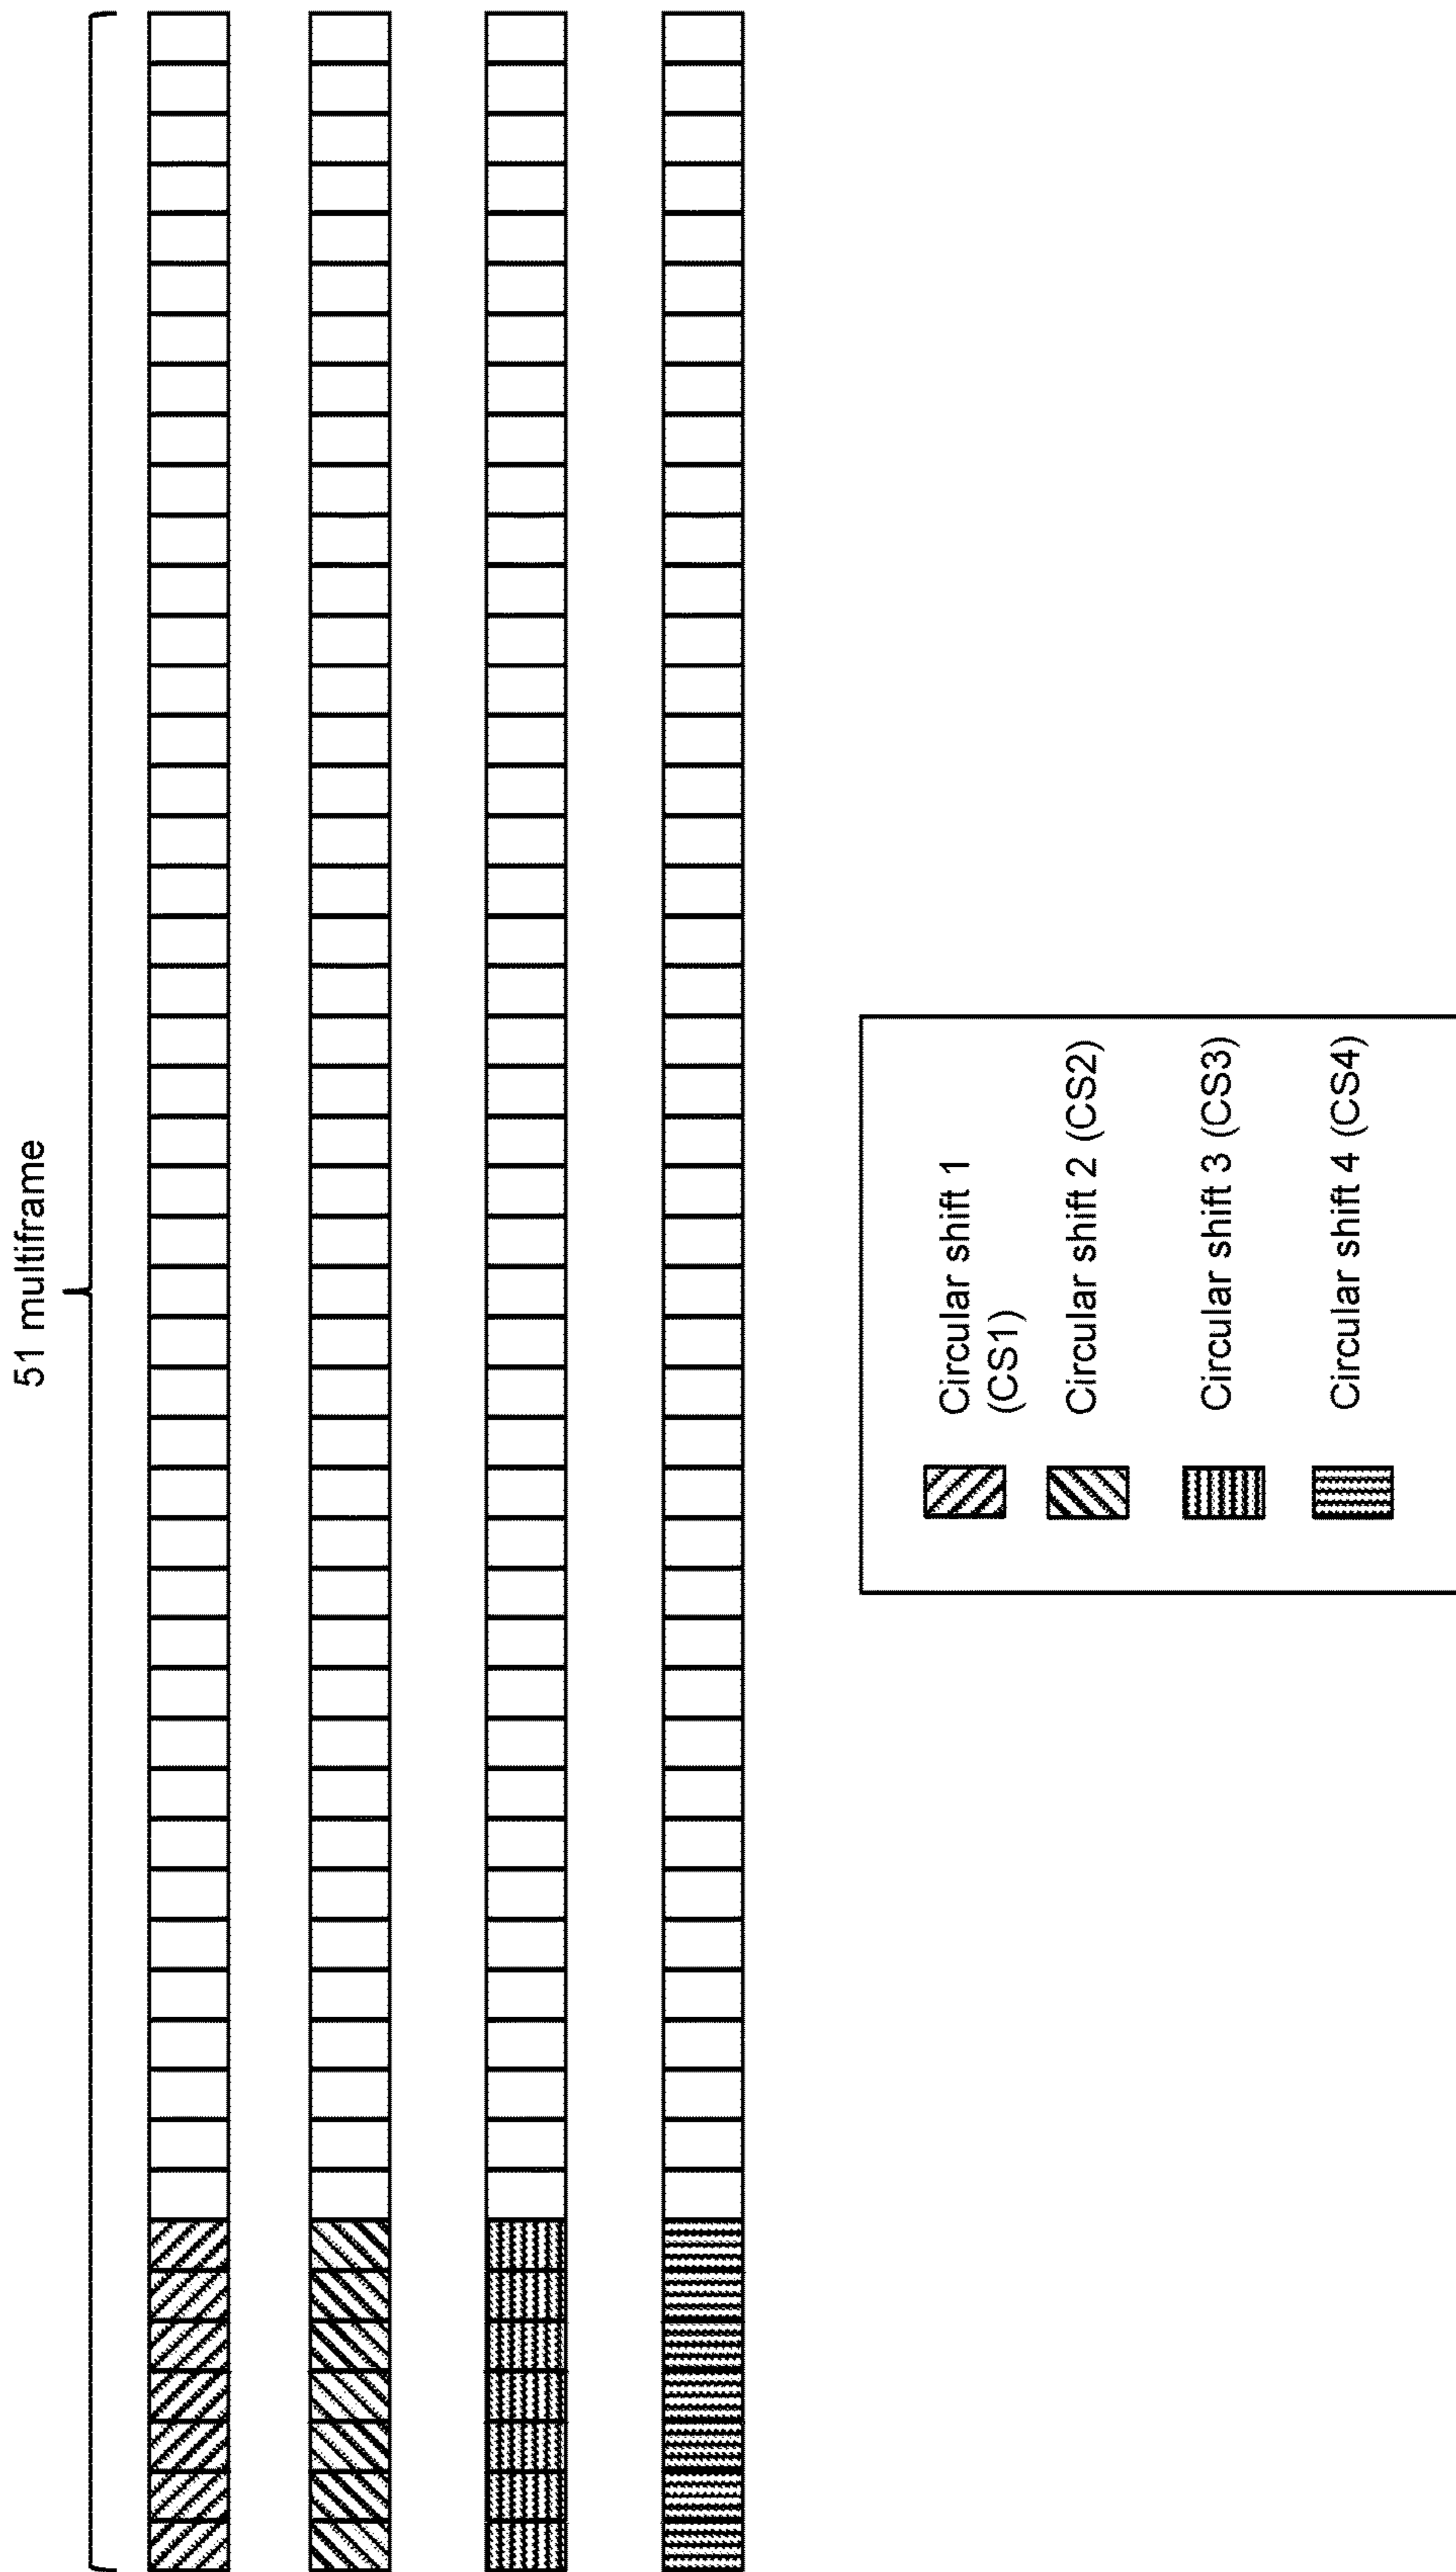 51 multiframe
Circular shift 1
(CS1)
Circular shift 2 (CS2)
Circular shift 3 (CS3)
Circular shift 4 (CS4)